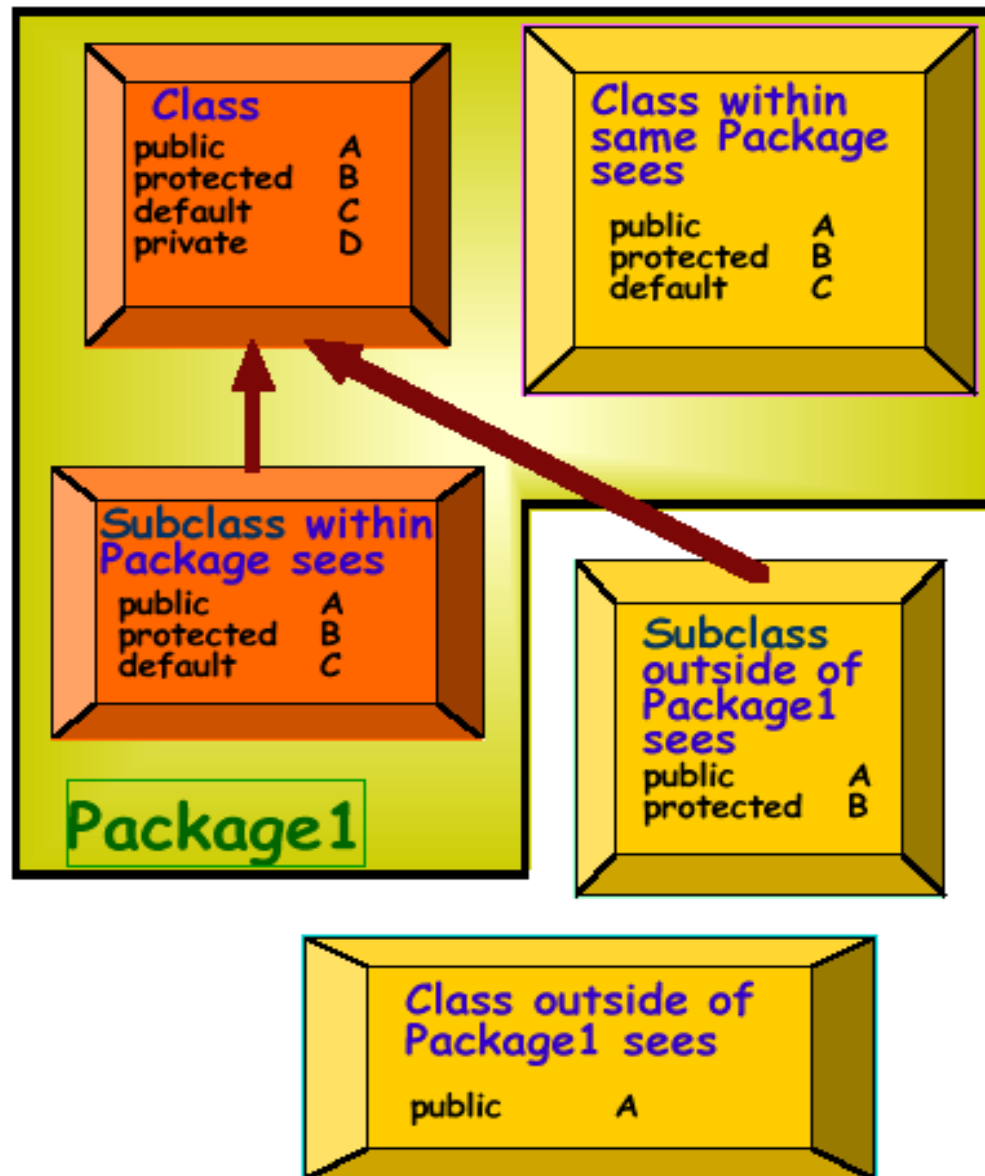 Class
public A
protected B
default C
private D
Class within
same Package
sees
public A
protected B
default C
Subclass within
Package sees
public A
protected B
default C
Subclass
outside of
Package1
sees
public A
protected B
Package1
Class outside of
Package1 sees
public A